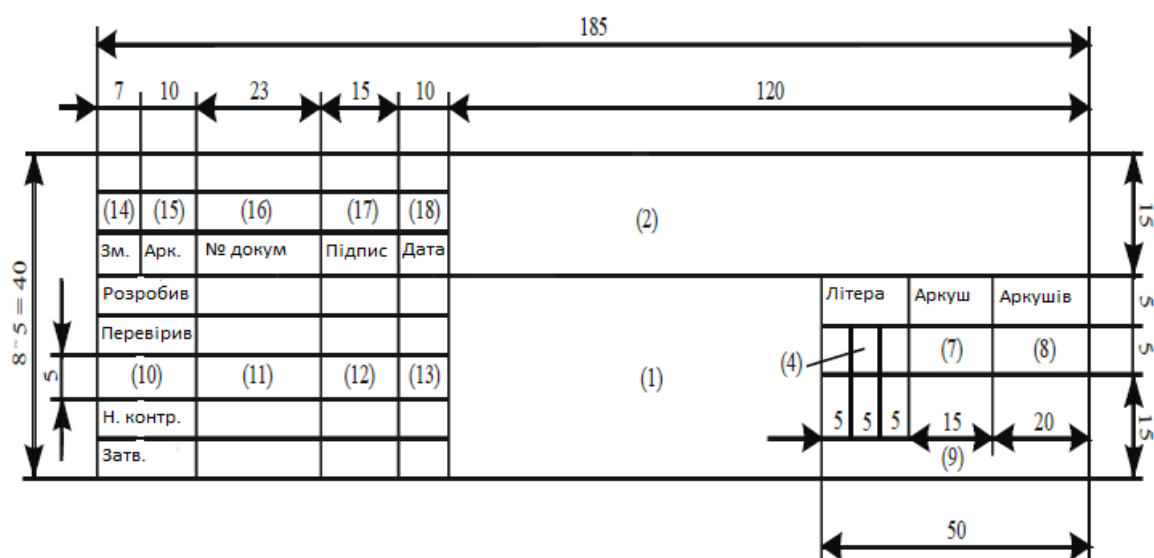 185
7 10 23 15 10 120
(14) (15) (16) (17) (18) (2) 15
Зм. Арк. № докум Підпис Дата
8-5 = 40
Розробив Літера Аркуш Аркушів 5
Перевірив (4) (7) (8) 5
5 (10) (11) (12) (13) (1)
Н. контр. 5 5 5 15 20 15
Затв. (9)
50